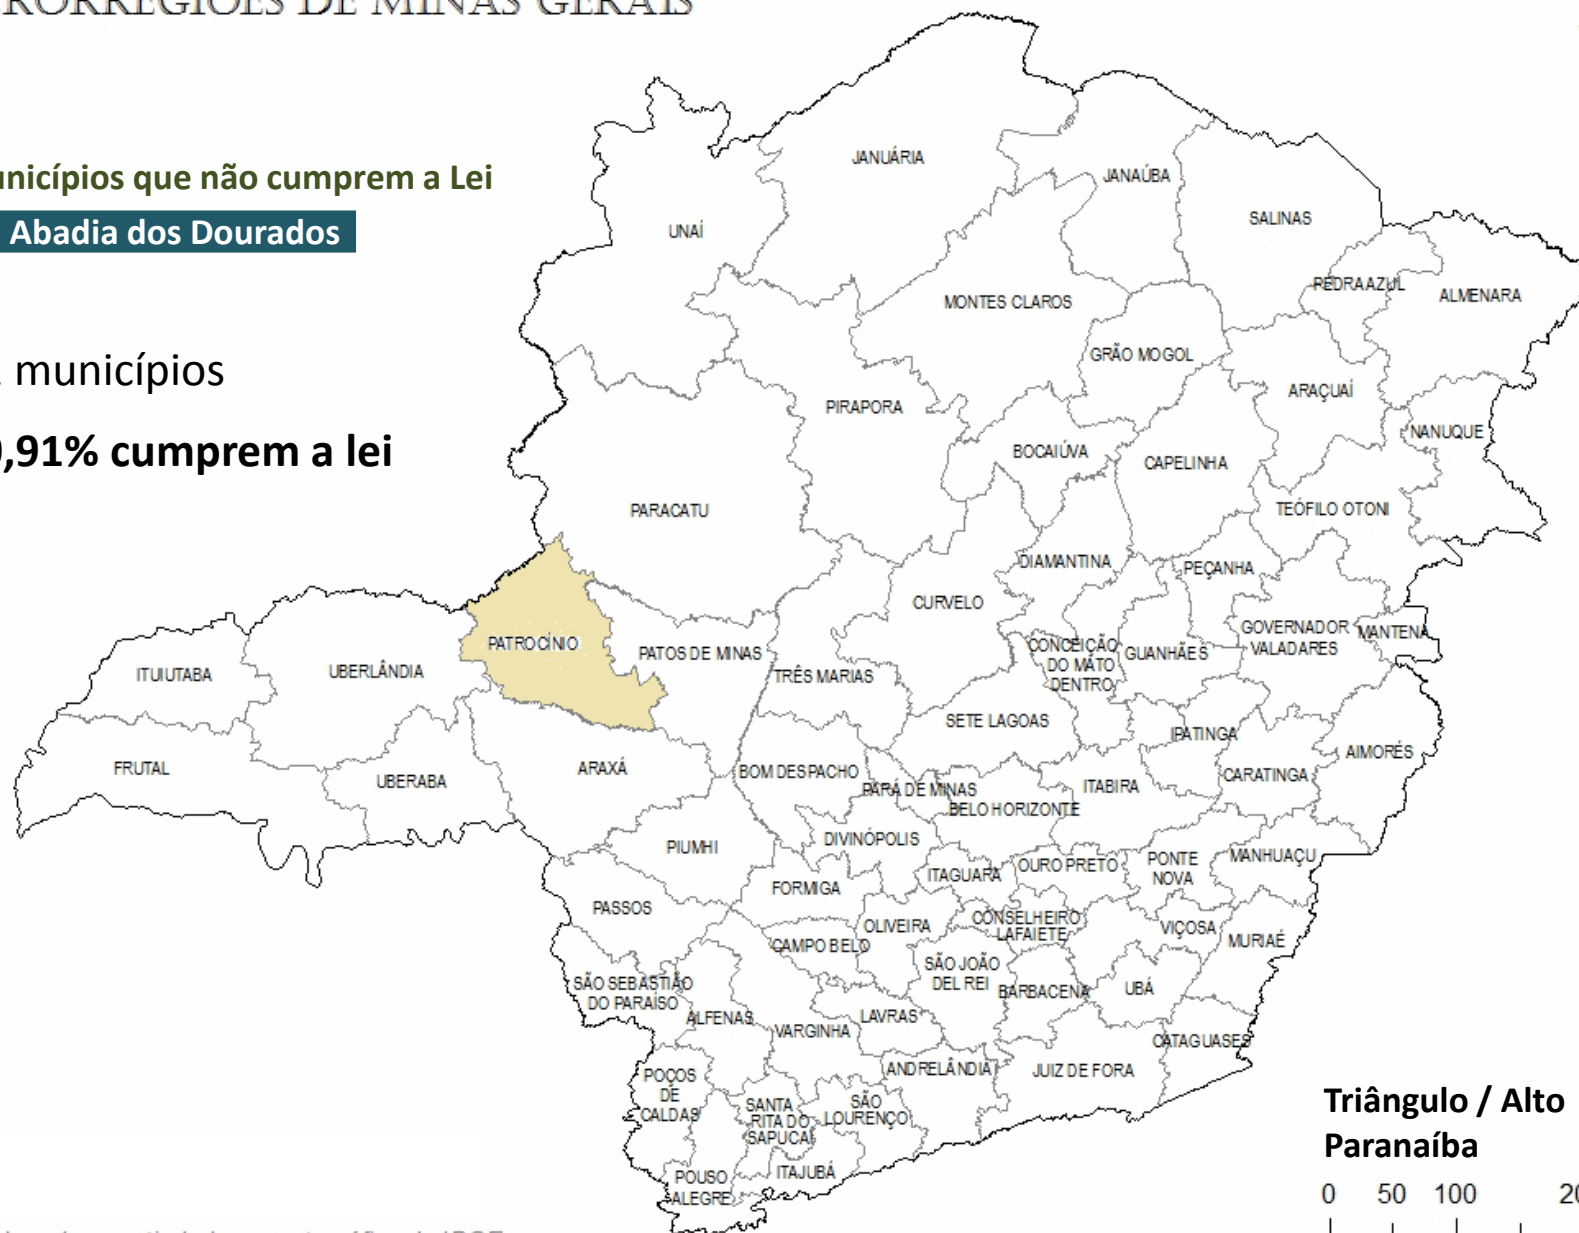 RORREGIÕES DE MINAS GERAIS
unicípios que não cumprem a Lei
Abadia dos Dourados
municípios
,91% cumprem a lei
JANUÁRIA
JANAÚBA
SALINAS
UNAÍ
PEDRA AZUL
ALMENARA
MONTES CLAROS
GRÃO MOGOL
ARAÇUAÍ
PIRAPORA
NANUQUE
BOCAIÚVA
CAPELINHA
PARACATU
TEÓFILO OTONI
DIAMANTINA
PEÇANHA
CURVELO
GOVERNADOR
VALADARES
MANTENA
PATROCÍNIO
PATOS DE MINAS
CONCEIÇÃO
DO MATO
DENTRO
GUANHÃES
ITUIUTABA
UBERLÂNDIA
TRÊS MARIAS
SETE LAGOAS
IPATINGA
AIMORÉS
FRUTAL
UBERABA
ARAXÁ
BOM DESPACHO
CARATINGA
PARÁ DE MINAS
ITABIRA
BELO HORIZONTE
PIUMHI
DIVINÓPOLIS
MANHUAÇU
ITAGUARA
OURO PRETO
PONTE
NOVA
FORMIGA
PASSOS
OLIVEIRA
CONSELHEIRO
LAFAIETE
VIÇOSA
MURIAÉ
CAMPO BELO
SÃO JOÃO
DEL REI
SÃO SEBASTIÃO
DO PARAÍSO
BARBACENA
UBÁ
ALFENAS
VARGINHA
LAVRAS
CATAGUASES
ANDRELÂNDIA
JUIZ DE FORA
POÇOS
DE
CALDAS
SANTA
RITA DO
SAPUCAÍ
SÃO
LOURENÇO
POUSO
ALEGRE
ITAJUBÁ
Triângulo / Alto
Paranaíba
0 50 100